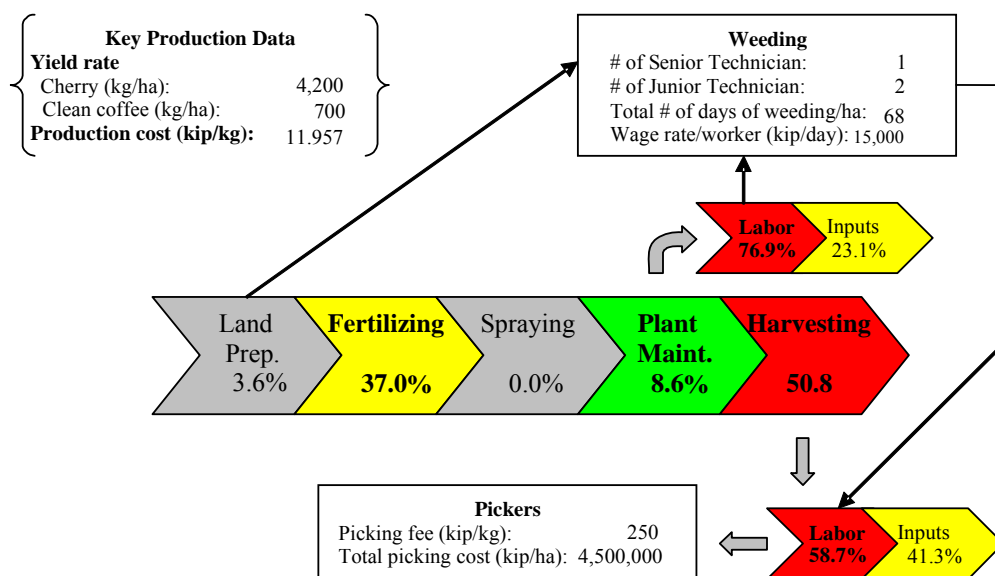 Key Production Data
Yield rate
Cherry (kg/ha): 4,200
Clean coffee (kg/ha): 700
Production cost (kip/kg): 11.957
Weeding
# of Senior Technician: 1
# of Junior Technician: 2
Total # of days of weeding/ha: 68
Wage rate/worker (kip/day): 15,000
Labor
76.9%
Inputs
23.1%
Land
Prep.
3.6%
Fertilizing
37.0%
Spraying
0.0%
Plant
Maint.
8.6%
Harvesting
50.8
Pickers
Picking fee (kip/kg): 250
Total picking cost (kip/ha): 4,500,000
Labor
58.7%
Inputs
41.3%